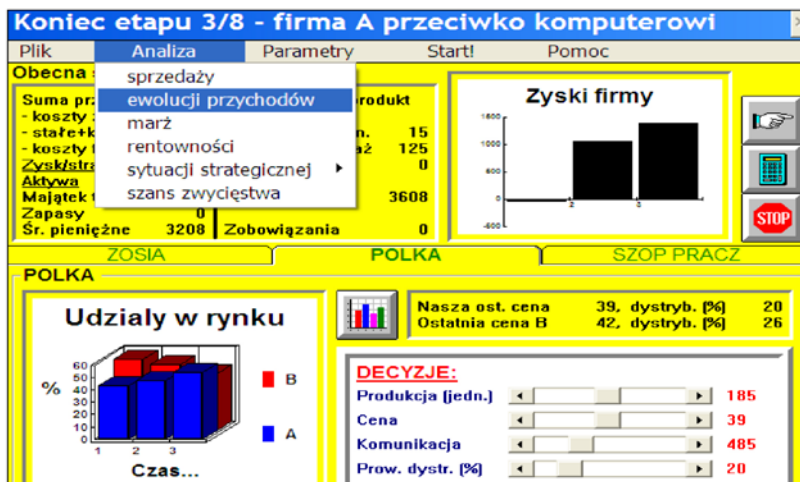 Koniec etapu 3/8 - firma A przeciwko komputerowi
Plik Analiza Parametry Start! Pomoc
Obecna
sprzedaży
ewolucji przychodów
marż
rentowności
sytuacji strategicznej
szans zwycięstwa
Suma
- koszty
- stałe+k 15
- koszty 125
Zysk/stra 0
Aktywa
Majątek 3608
Zapasy 0
Śr. pieniężne 3208 Zobowiązania 0
Zyski firmy
1500
1000
500
0
-500
2
3
STOP
ZOSIA POLKA SZOP PRACZ
POLKA
Udzialy w rynku
%
60
50
40
30
20
10
0
1 2 3
Czas...
B
A
Nasza ost. cena 39, dystryb. (%) 20
Ostatnia cena B 42, dystryb. (%) 26
DECYZJE:
Produkcja (jedn.) 185
Cena 39
Komunikacja 485
Prow. dystr. (%) 20